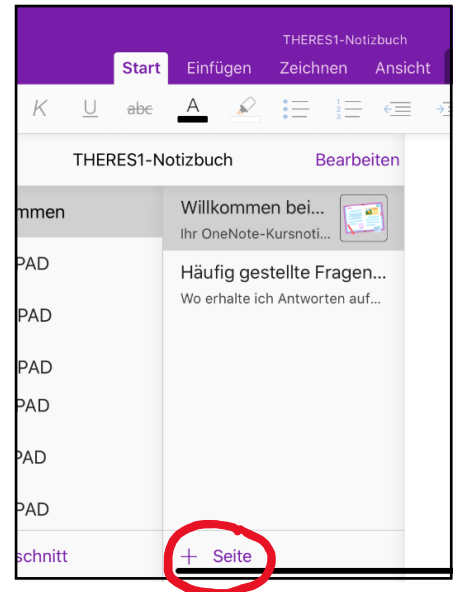 THERES1-Notizbuch
Start Einfügen Zeichnen Ansicht
K U abc A
THERES1-Notizbuch Bearbeiten
mmen
PAD
PAD
PAD
PAD
PAD
PAD
schnitt
Willkommen bei...
Ihr OneNote-Kursnoti...
Häufig gestellte Fragen...
Wo erhalte ich Antworten auf...
+ Seite